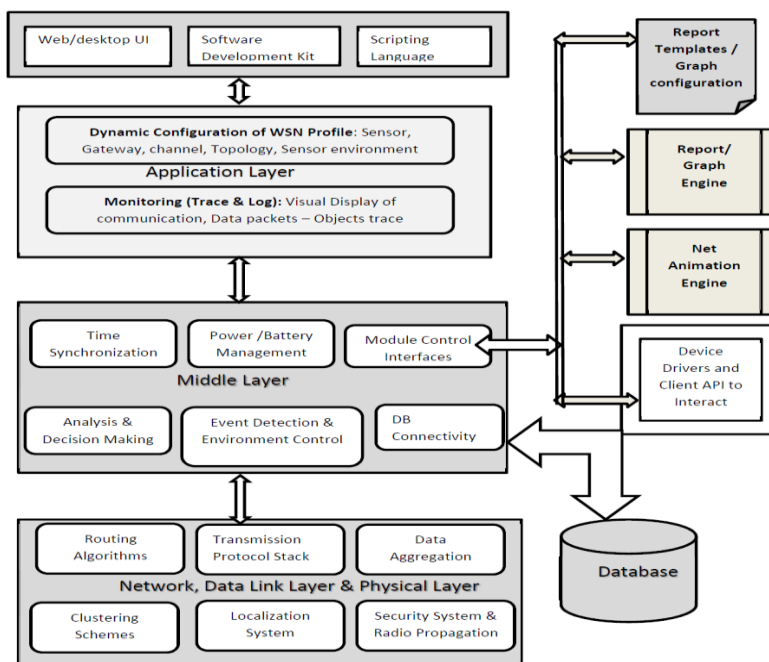 Web/desktop UI
Software
Development Kit
Scripting
Language
Dynamic Configuration of WSN Profile: Sensor,
Gateway, channel, Topology, Sensor environment
Application Layer
Monitoring (Trace & Log): Visual Display of
communication, Data packets – Objects trace
Time
Synchronization
Power /Battery
Management
Module Control
Interfaces
Middle Layer
Analysis &
Decision Making
Event Detection &
Environment Control
DB
Connectivity
Routing
Algorithms
Transmission
Protocol Stack
Data
Aggregation
Network, Data Link Layer & Physical Layer
Clustering
Schemes
Localization
System
Security System &
Radio Propagation
Report
Templates /
Graph
configuration
Report/
Graph
Engine
Net
Animation
Engine
Device
Drivers and
Client API to
Interact
Database